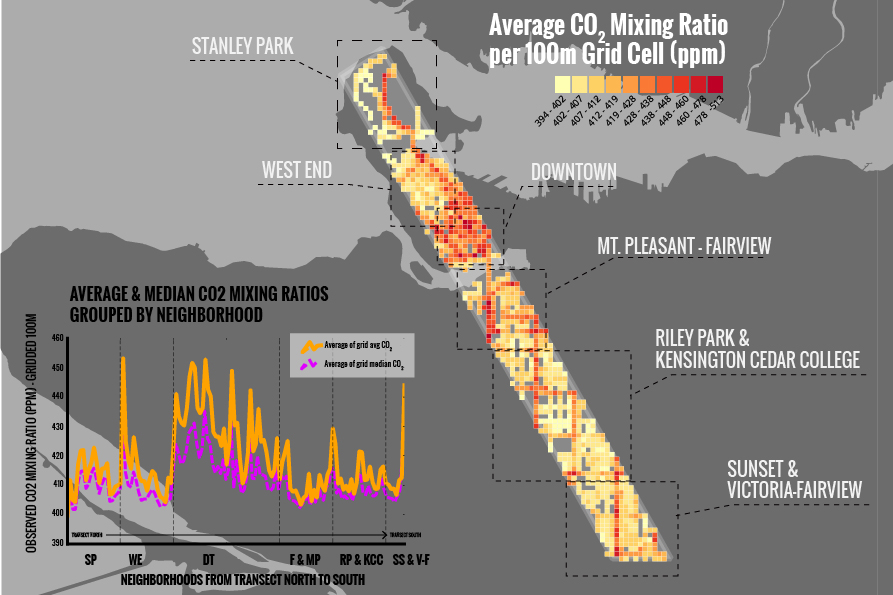 Average CO2 Mixing Ratio
per 100m Grid Cell (ppm)
394 - 402
402 - 407
407 - 412
412 - 419
419 - 428
428 - 438
438 - 448
448 - 460
460 - 478
478 - 513
STANLEY PARK
WEST END
DOWNTOWN
MT. PLEASANT - FAIRVIEW
RILEY PARK &
KENSINGTON CEDAR COLLEGE
SUNSET &
VICTORIA-FAIRVIEW
AVERAGE & MEDIAN CO2 MIXING RATIOS
GROUPED BY NEIGHBORHOOD
Average of grid avg CO2
Average of grid median CO2
OBSERVED CO2 MIXING RATIO (PPM) - GRIDDED 100M
460
450
440
430
420
410
400
390
TRANSECT NORTH
TRANSECT SOUTH
SP
WE
DT
F & MP
RP & KCC
SS & V-F
NEIGHBORHOODS FROM TRANSECT NORTH TO SOUTH